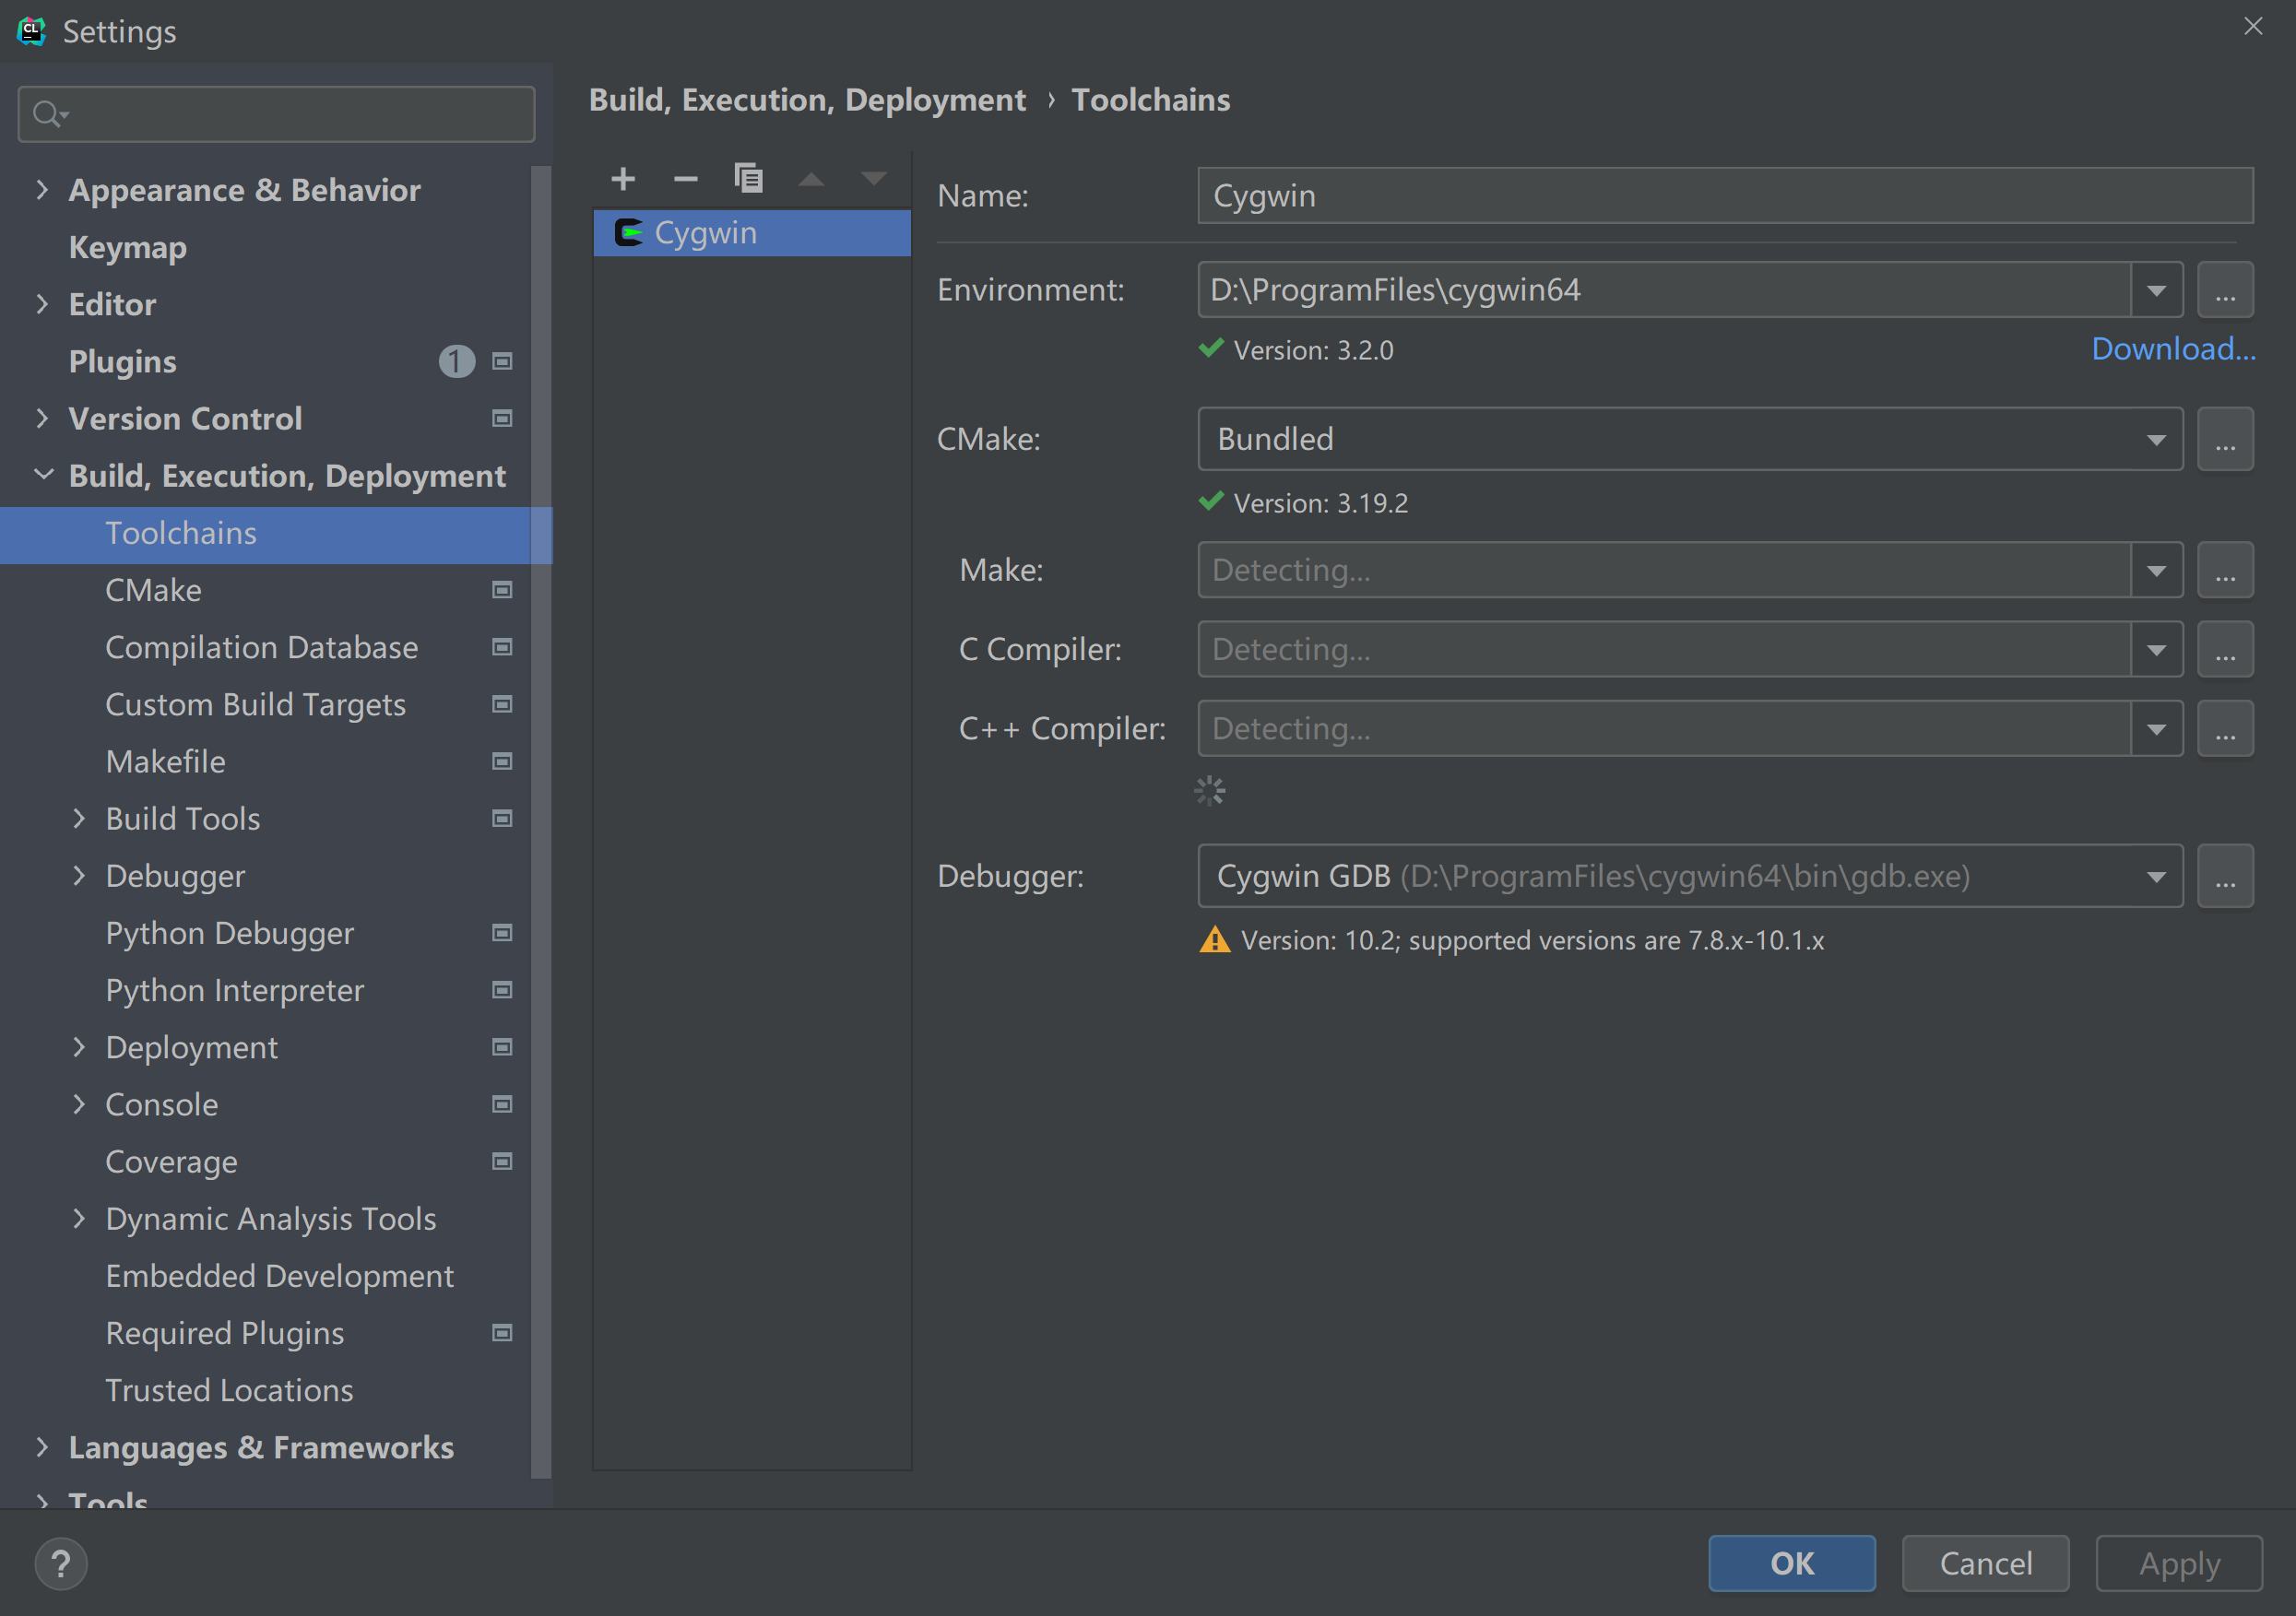 Settings
Appearance & Behavior
Keymap
Editor
Plugins 1
Version Control
Build, Execution, Deployment
Toolchains
CMake
Compilation Database
Custom Build Targets
Makefile
Build Tools
Debugger
Python Debugger
Python Interpreter
Deployment
Console
Coverage
Dynamic Analysis Tools
Embedded Development
Required Plugins
Trusted Locations
Languages & Frameworks
Tools
Build, Execution, Deployment › Toolchains
Cygwin
Name: Cygwin
Environment: D:\ProgramFiles\cygwin64 ...
Version: 3.2.0 Download...
CMake: Bundled ...
Version: 3.19.2
Make: Detecting... ...
C Compiler: Detecting... ...
C++ Compiler: Detecting... ...
Debugger: Cygwin GDB (D:\ProgramFiles\cygwin64\bin\gdb.exe) ...
Version: 10.2; supported versions are 7.8.x-10.1.x
? OK Cancel Apply